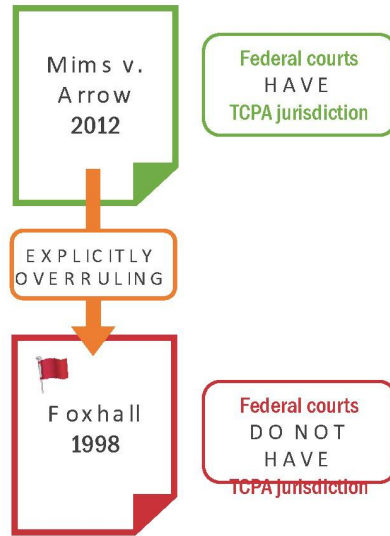 Mims v.
Arrow
2012
Federal courts
HAVE
TCPA jurisdiction
EXPLICITLY
OVERRULING
Foxhall
1998
Federal courts
DO NOT
HAVE
TCPA jurisdiction